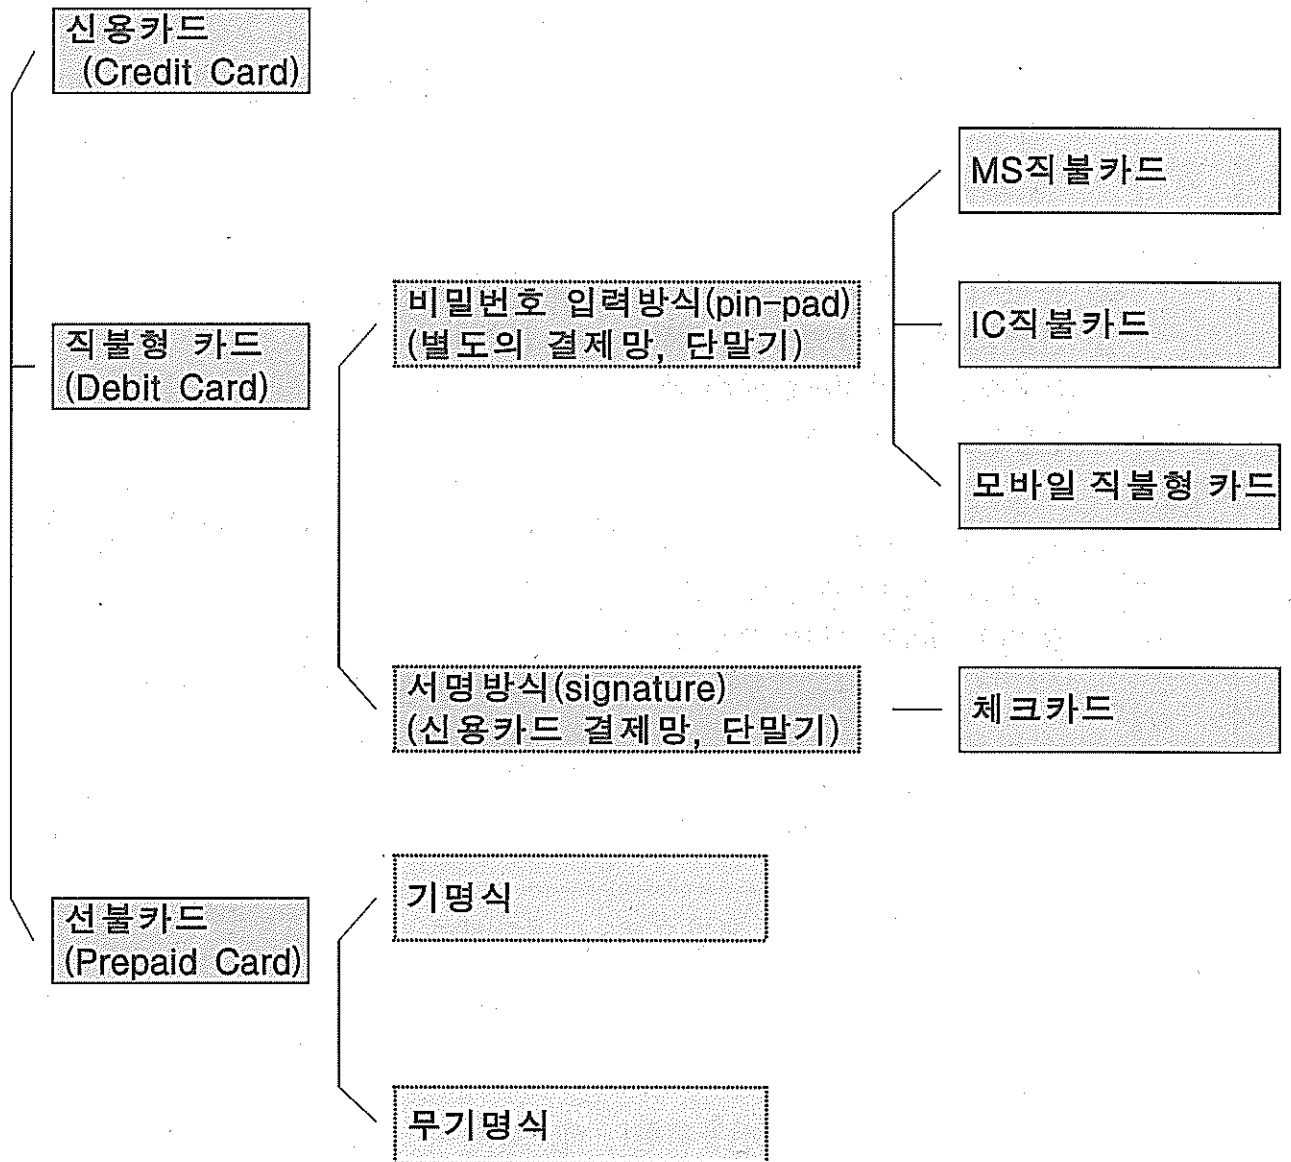 신용카드
(Credit Card)
MS직불카드
비밀번호 입력방식(pin-pad)
(별도의 결제망, 단말기)
IC직불카드
직불형 카드
(Debit Card)
모바일 직불형 카드
서명방식(signature)
(신용카드 결제망, 단말기)
체크카드
기명식
선불카드
(Prepaid Card)
무기명식